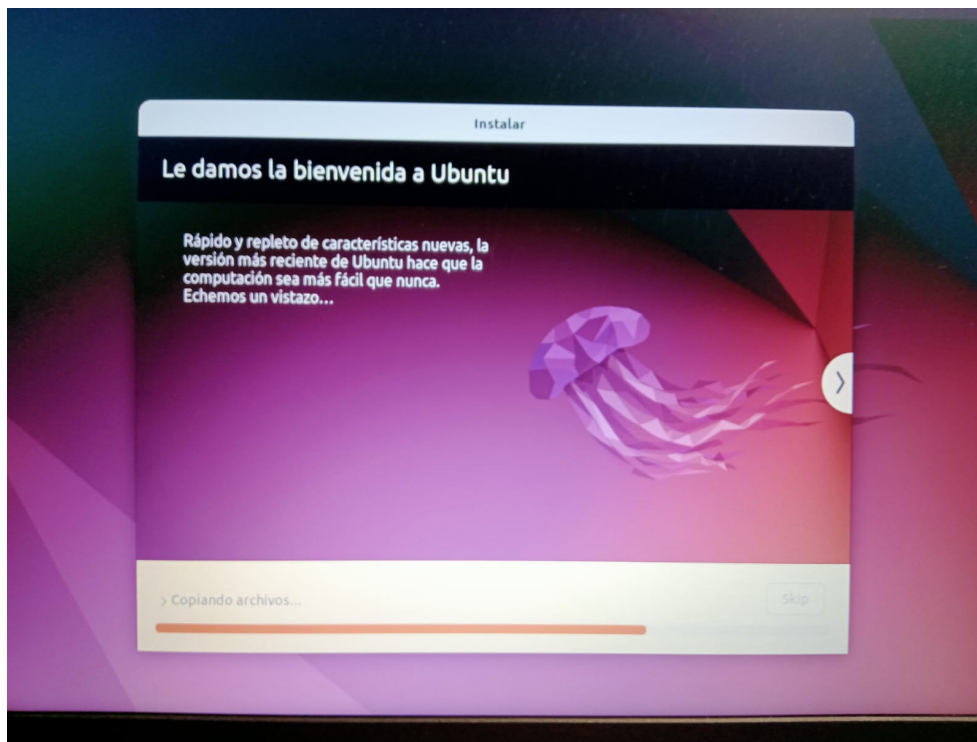 Instalar
Le damos la bienvenida a Ubuntu
Rápido y repleto de características nuevas, la
versión más reciente de Ubuntu hace que la
computación sea más fácil que nunca.
Echemos un vistazo...
> Copiando archivos...
Skip